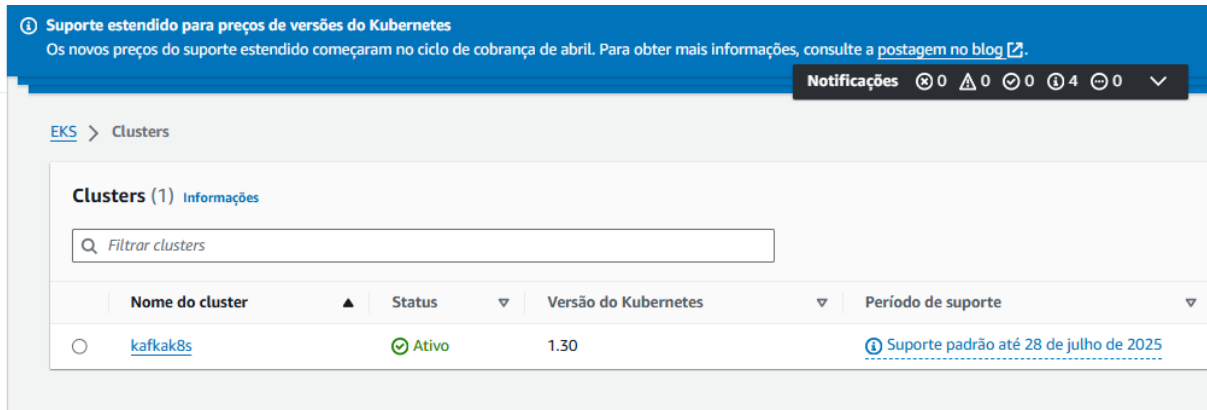 Suporte estendido para preços de versões do Kubernetes
Os novos preços do suporte estendido começaram no ciclo de cobrança de abril. Para obter mais informações, consulte a postagem no blog.
Notificações 0 0 0 4 0
EKS > Clusters
Clusters (1) Informações
Filtrar clusters
Nome do cluster Status Versão do Kubernetes Período de suporte
kafkak8s Ativo 1.30 Suporte padrão até 28 de julho de 2025